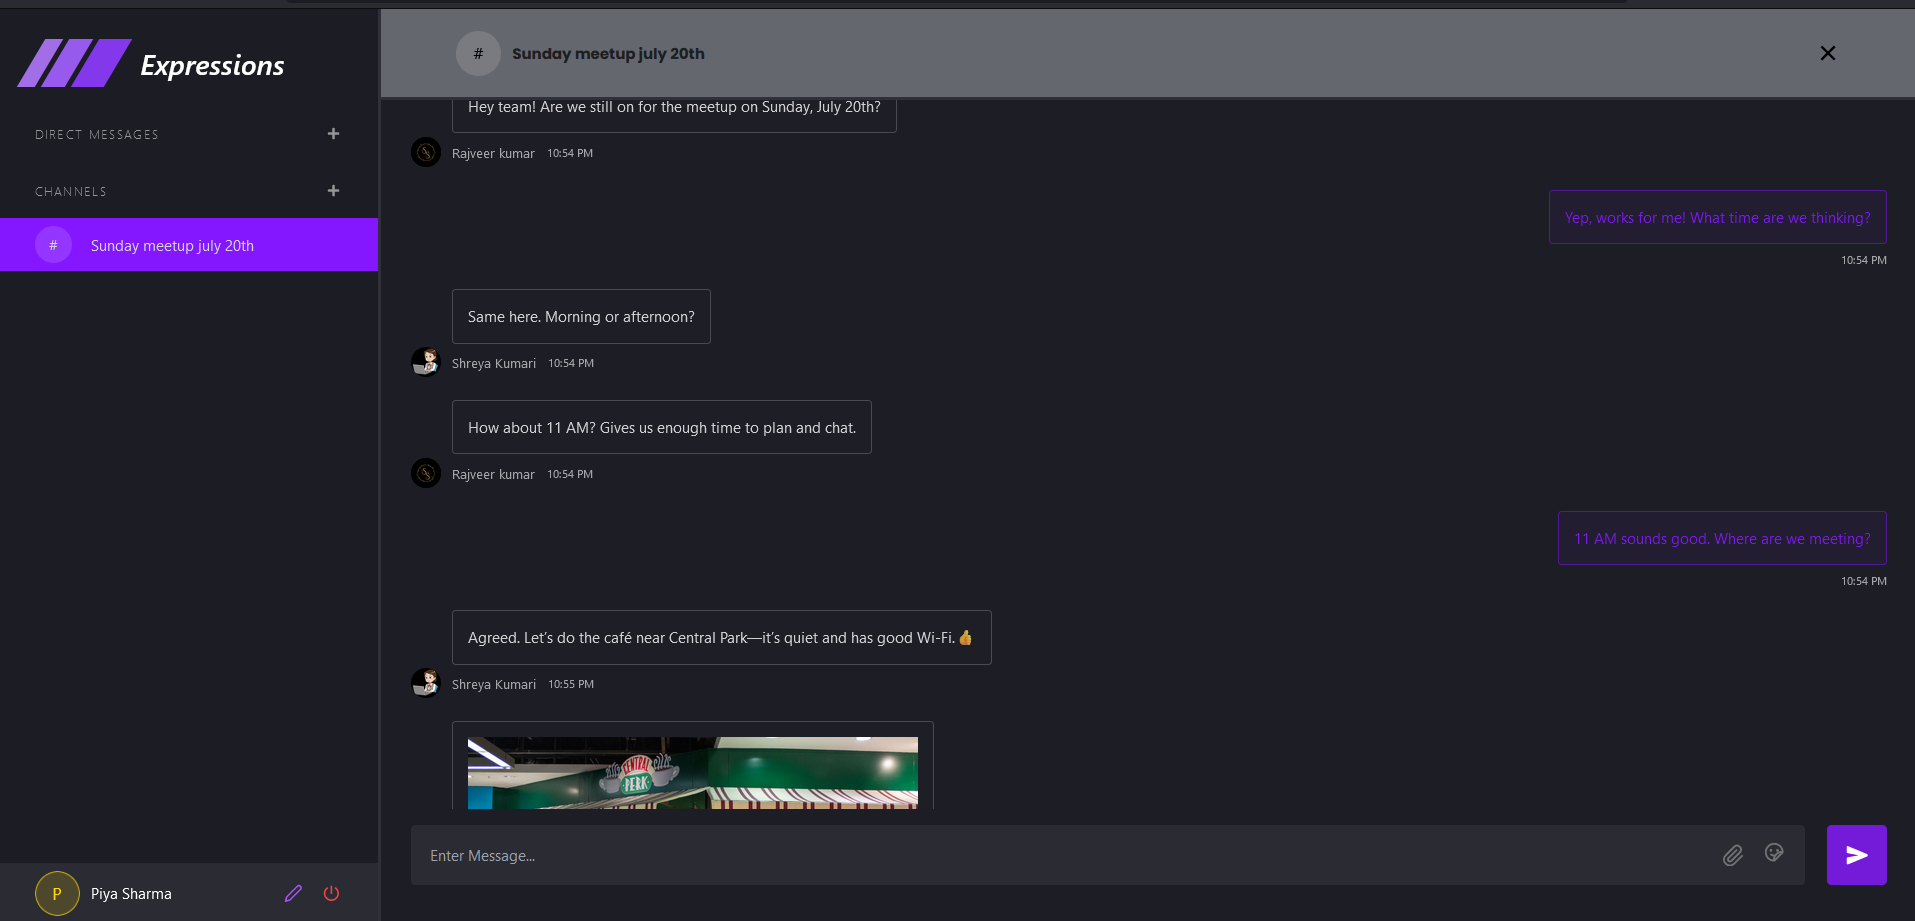 Expressions
DIRECT MESSAGES +
CHANNELS +
# Sunday meetup july 20th
P Piya Sharma
# Sunday meetup july 20th
Hey team! Are we still on for the meetup on Sunday, July 20th?
Rajveer kumar 10:54 PM
Yep, works for me! What time are we thinking?
10:54 PM
Same here. Morning or afternoon?
Shreya Kumari 10:54 PM
How about 11 AM? Gives us enough time to plan and chat.
Rajveer kumar 10:54 PM
11 AM sounds good. Where are we meeting?
10:54 PM
Agreed. Let’s do the café near Central Park—it’s quiet and has good Wi-Fi.👍
Shreya Kumari 10:55 PM
CENTRAL
PERK
Enter Message...